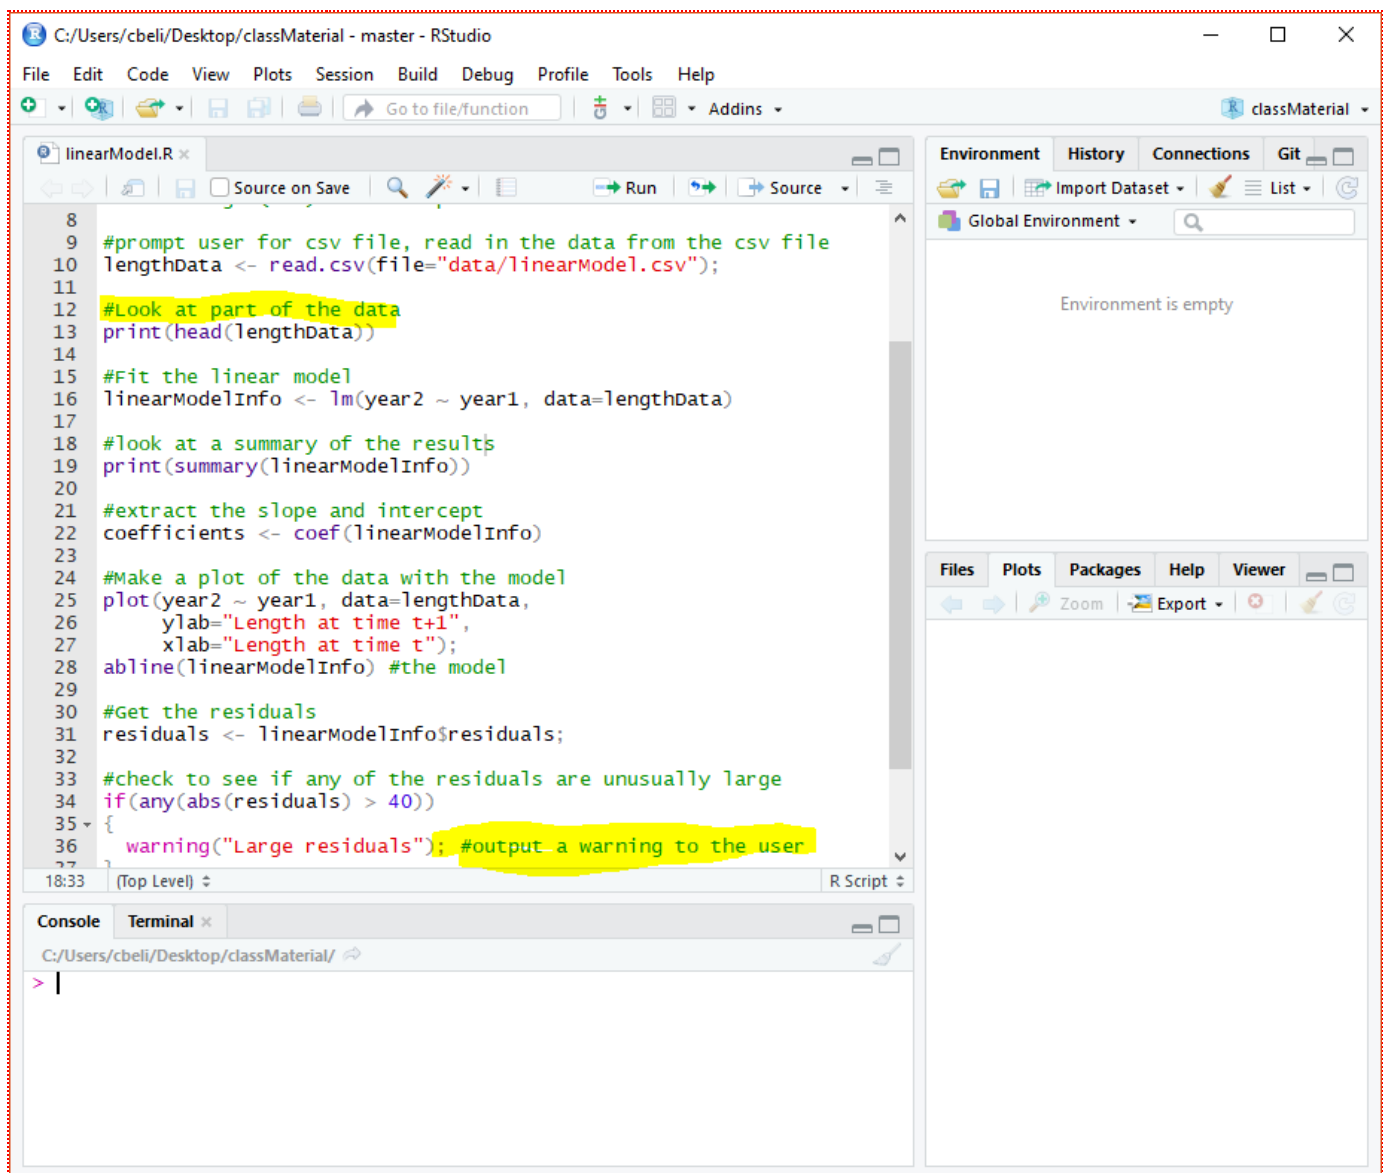 C:/Users/cbeli/Desktop/classMaterial - master - RStudio
File Edit Code View Plots Session Build Debug Profile Tools Help
Go to file/function Addins classMaterial
linearModel.R
Source on Save Run Source
8
9 #prompt user for csv file, read in the data from the csv file
10 lengthData <- read.csv(file="data/linearModel.csv");
11
12 #Look at part of the data
13 print(head(lengthData))
14
15 #Fit the linear model
16 linearModelInfo <- lm(year2 ~ year1, data=lengthData)
17
18 #look at a summary of the results
19 print(summary(linearModelInfo))
20
21 #extract the slope and intercept
22 coefficients <- coef(linearModelInfo)
23
24 #Make a plot of the data with the model
25 plot(year2 ~ year1, data=lengthData,
26 ylab="Length at time t+1",
27 xlab="Length at time t");
28 abline(linearModelInfo) #the model
29
30 #Get the residuals
31 residuals <- linearModelInfo$residuals;
32
33 #check to see if any of the residuals are unusually large
34 if(any(abs(residuals) > 40))
35 {
36 warning("Large residuals"); #output a warning to the user
37 }
18:33 (Top Level) R Script
Console Terminal
C:/Users/cbeli/Desktop/classMaterial/
>
Environment History Connections Git
Import Dataset List
Global Environment
Environment is empty
Files Plots Packages Help Viewer
Zoom Export